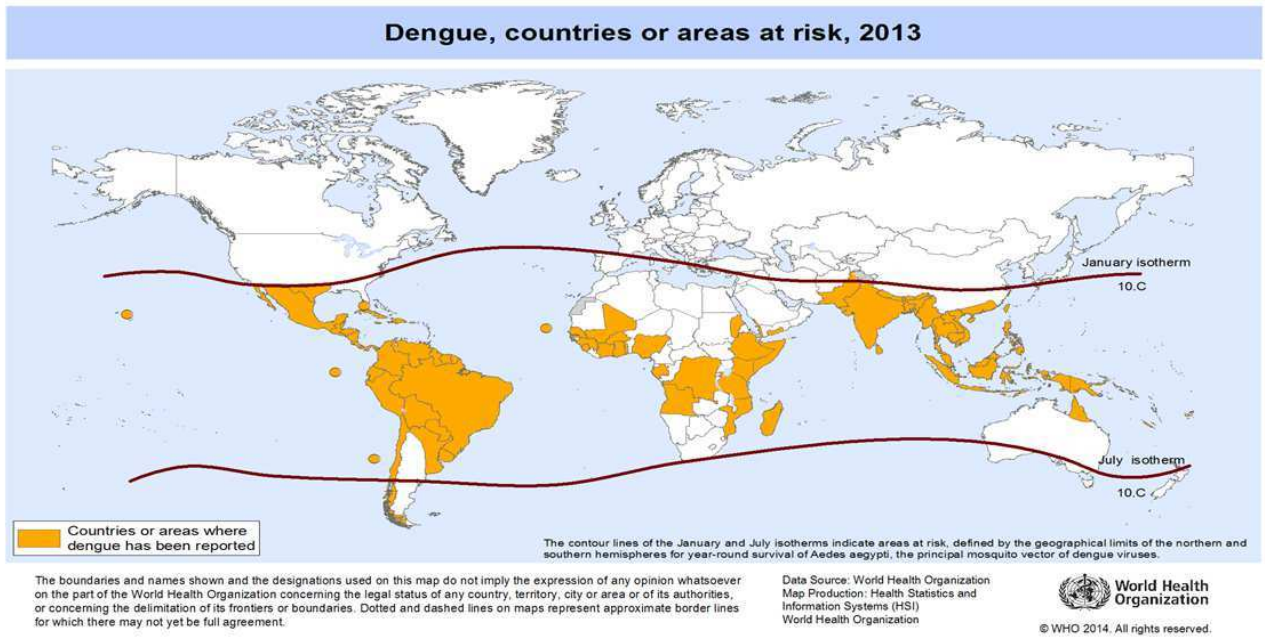 Dengue, countries or areas at risk, 2013
January isotherm
10.C
July isotherm
10.C
Countries or areas where
dengue has been reported
The contour lines of the January and July isotherms indicate areas at risk, defined by the geographical limits of the northern and
southern hemispheres for year-round survival of Aedes aegypti, the principal mosquito vector of dengue viruses.
The boundaries and names shown and the designations used on this map do not imply the expression of any opinion whatsoever
on the part of the World Health Organization concerning the legal status of any country, territory, city or area or of its authorities,
or concerning the delimitation of its frontiers or boundaries. Dotted and dashed lines on maps represent approximate border lines
for which there may not yet be full agreement.
Data Source: World Health Organization
Map Production: Health Statistics and
Information Systems (HSI)
World Health Organization
World Health
Organization
© WHO 2014. All rights reserved.